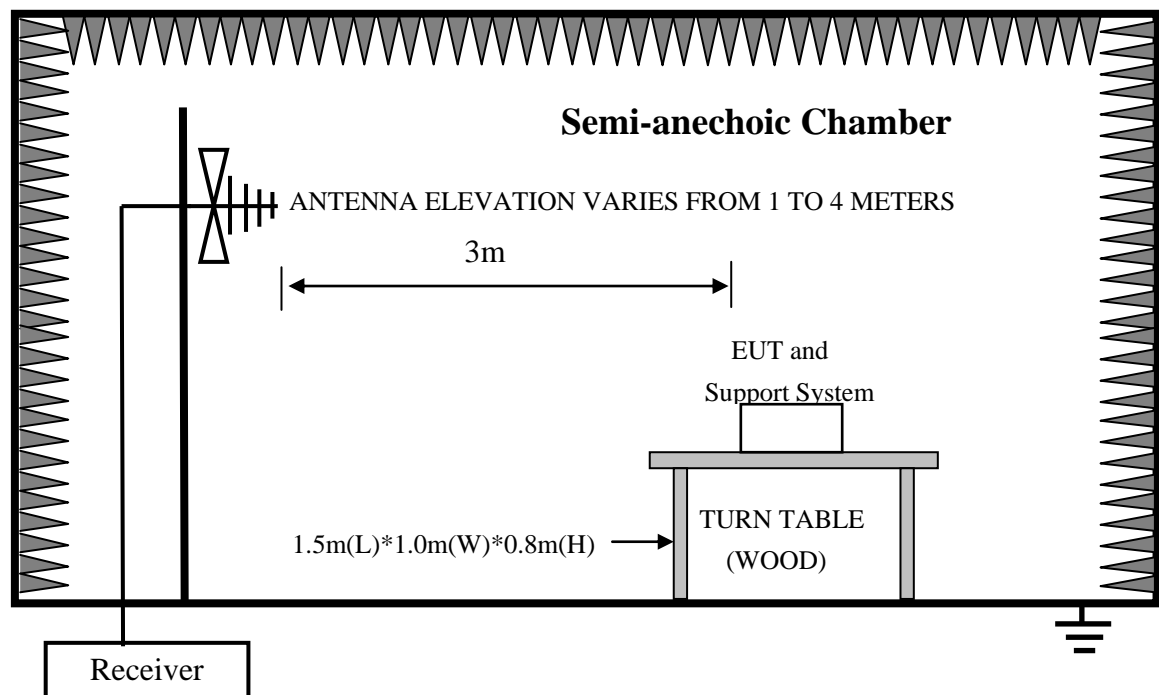 Semi-anechoic Chamber
ANTENNA ELEVATION VARIES FROM 1 TO 4 METERS
3m
EUT and
Support System
TURN TABLE
1.5m(L)*1.0m(W)*0.8m(H)
(WOOD)
Receiver